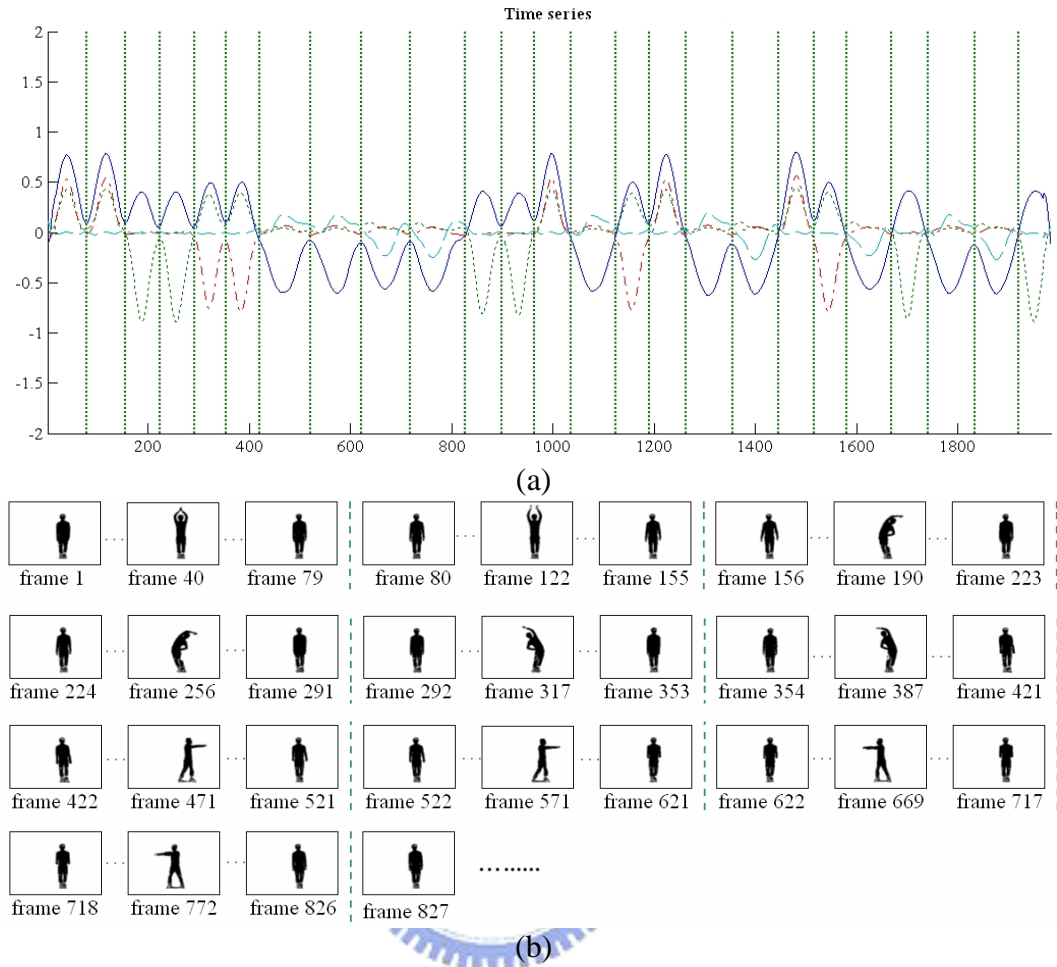 Time series
2
1.5
1
0.5
0
-0.5
-1
-1.5
-2
200 400 600 800 1000 1200 1400 1600 1800
(a)
frame 1 frame 40 frame 79 frame 80 frame 122 frame 155 frame 156 frame 190 frame 223
frame 224 frame 256 frame 291 frame 292 frame 317 frame 353 frame 354 frame 387 frame 421
frame 422 frame 471 frame 521 frame 522 frame 571 frame 621 frame 622 frame 669 frame 717
frame 718 frame 772 frame 826 frame 827
(b)